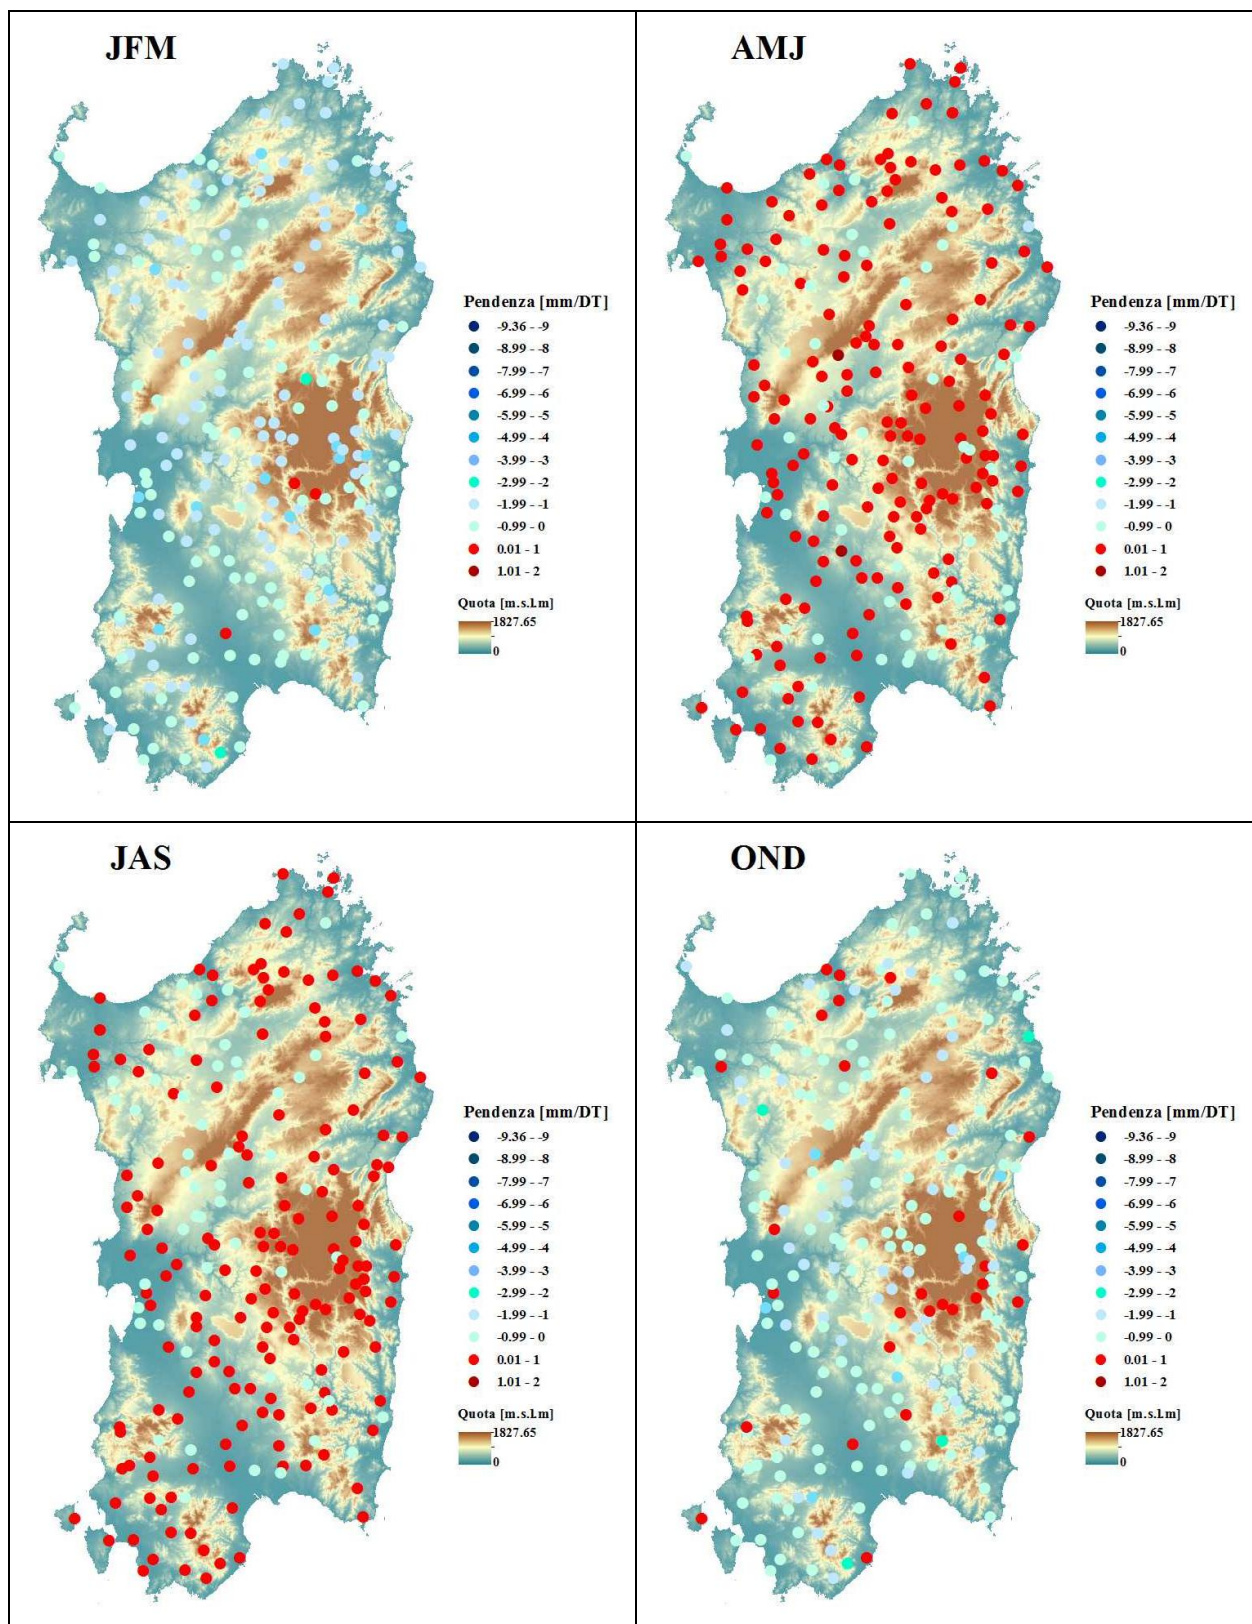 JFM
Pendenza [mm/DT]
-9.36 - -9
-8.99 - -8
-7.99 - -7
-6.99 - -6
-5.99 - -5
-4.99 - -4
-3.99 - -3
-2.99 - -2
-1.99 - -1
-0.99 - 0
0.01 - 1
1.01 - 2
Quota [m.s.l.m]
1827.65
0
AMJ
Pendenza [mm/DT]
-9.36 - -9
-8.99 - -8
-7.99 - -7
-6.99 - -6
-5.99 - -5
-4.99 - -4
-3.99 - -3
-2.99 - -2
-1.99 - -1
-0.99 - 0
0.01 - 1
1.01 - 2
Quota [m.s.l.m]
1827.65
0
JAS
Pendenza [mm/DT]
-9.36 - -9
-8.99 - -8
-7.99 - -7
-6.99 - -6
-5.99 - -5
-4.99 - -4
-3.99 - -3
-2.99 - -2
-1.99 - -1
-0.99 - 0
0.01 - 1
1.01 - 2
Quota [m.s.l.m]
1827.65
0
OND
Pendenza [mm/DT]
-9.36 - -9
-8.99 - -8
-7.99 - -7
-6.99 - -6
-5.99 - -5
-4.99 - -4
-3.99 - -3
-2.99 - -2
-1.99 - -1
-0.99 - 0
0.01 - 1
1.01 - 2
Quota [m.s.l.m]
1827.65
0